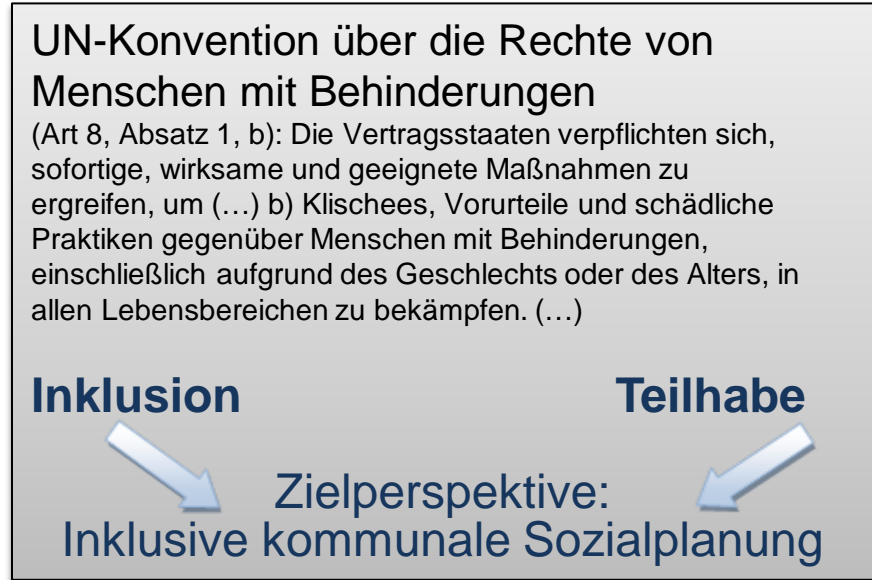 UN-Konvention über die Rechte von
Menschen mit Behinderungen
(Art 8, Absatz 1, b): Die Vertragsstaaten verpflichten sich,
sofortige, wirksame und geeignete Maßnahmen zu
ergreifen, um (…) b) Klischees, Vorurteile und schädliche
Praktiken gegenüber Menschen mit Behinderungen,
einschließlich aufgrund des Geschlechts oder des Alters, in
allen Lebensbereichen zu bekämpfen. (…)
Inklusion Teilhabe
Zielperspektive:
Inklusive kommunale Sozialplanung